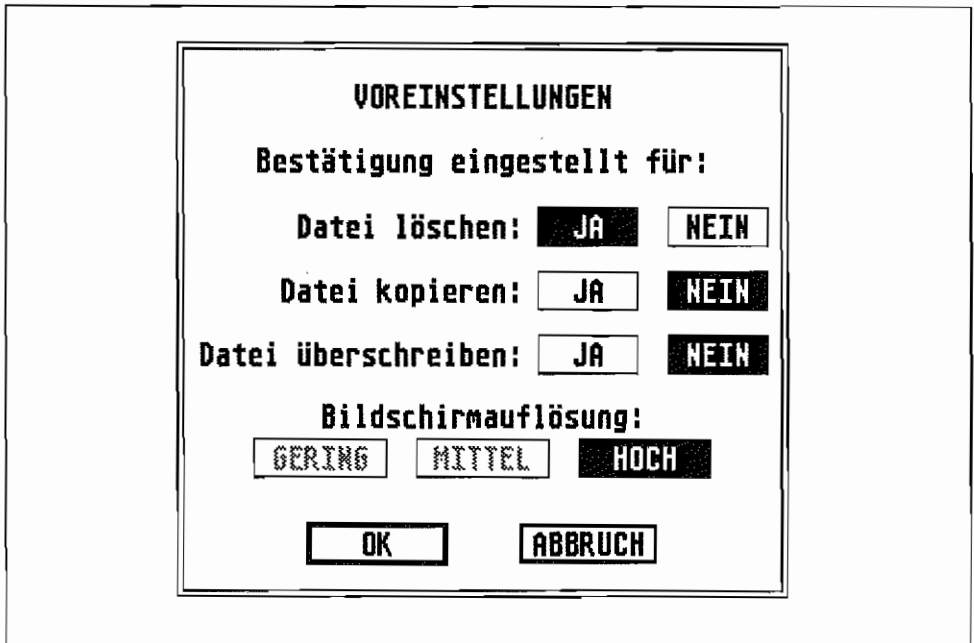 VOREINSTELLUNGEN
Bestätigung eingestellt für:
Datei löschen: JA NEIN
Datei kopieren: JA NEIN
Datei überschreiben: JA NEIN
Bildschirmauflösung:
GERING MITTEL HOCH
OK ABBRUCH